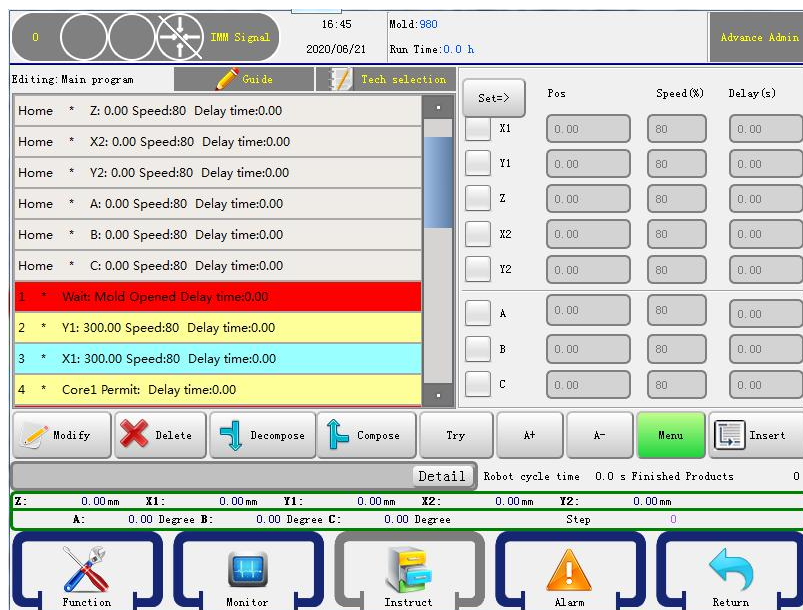 0 IMM Signal 16:45 Mold:980 Advance Admin
2020/06/21 Run Time:0.0 h
Editing:Main program Guide Tech selection
Set=> Pos Speed(%) Delay(s)
Home * Z: 0.00 Speed:80 Delay time:0.00
Home * X2: 0.00 Speed:80 Delay time:0.00
Home * Y2: 0.00 Speed:80 Delay time:0.00
Home * A: 0.00 Speed:80 Delay time:0.00
Home * B: 0.00 Speed:80 Delay time:0.00
Home * C: 0.00 Speed:80 Delay time:0.00
1 * Wait: Mold Opened Delay time:0.00
2 * Y1: 300.00 Speed:80 Delay time:0.00
3 * X1: 300.00 Speed:80 Delay time:0.00
4 * Core1 Permit: Delay time:0.00
X1 0.00 80 0.00
Y1 0.00 80 0.00
Z 0.00 80 0.00
X2 0.00 80 0.00
Y2 0.00 80 0.00
A 0.00 80 0.00
B 0.00 80 0.00
C 0.00 80 0.00
Modify Delete Decompose Compose Try A+ A- Menu Insert
Detail Robot cycle time 0.0 s Finished Products 0
Z: 0.00mm X1: 0.00mm Y1: 0.00mm X2: 0.00mm Y2: 0.00mm
A: 0.00 Degree B: 0.00 Degree C: 0.00 Degree Step 0
Function Monitor Instruct Alarm Return